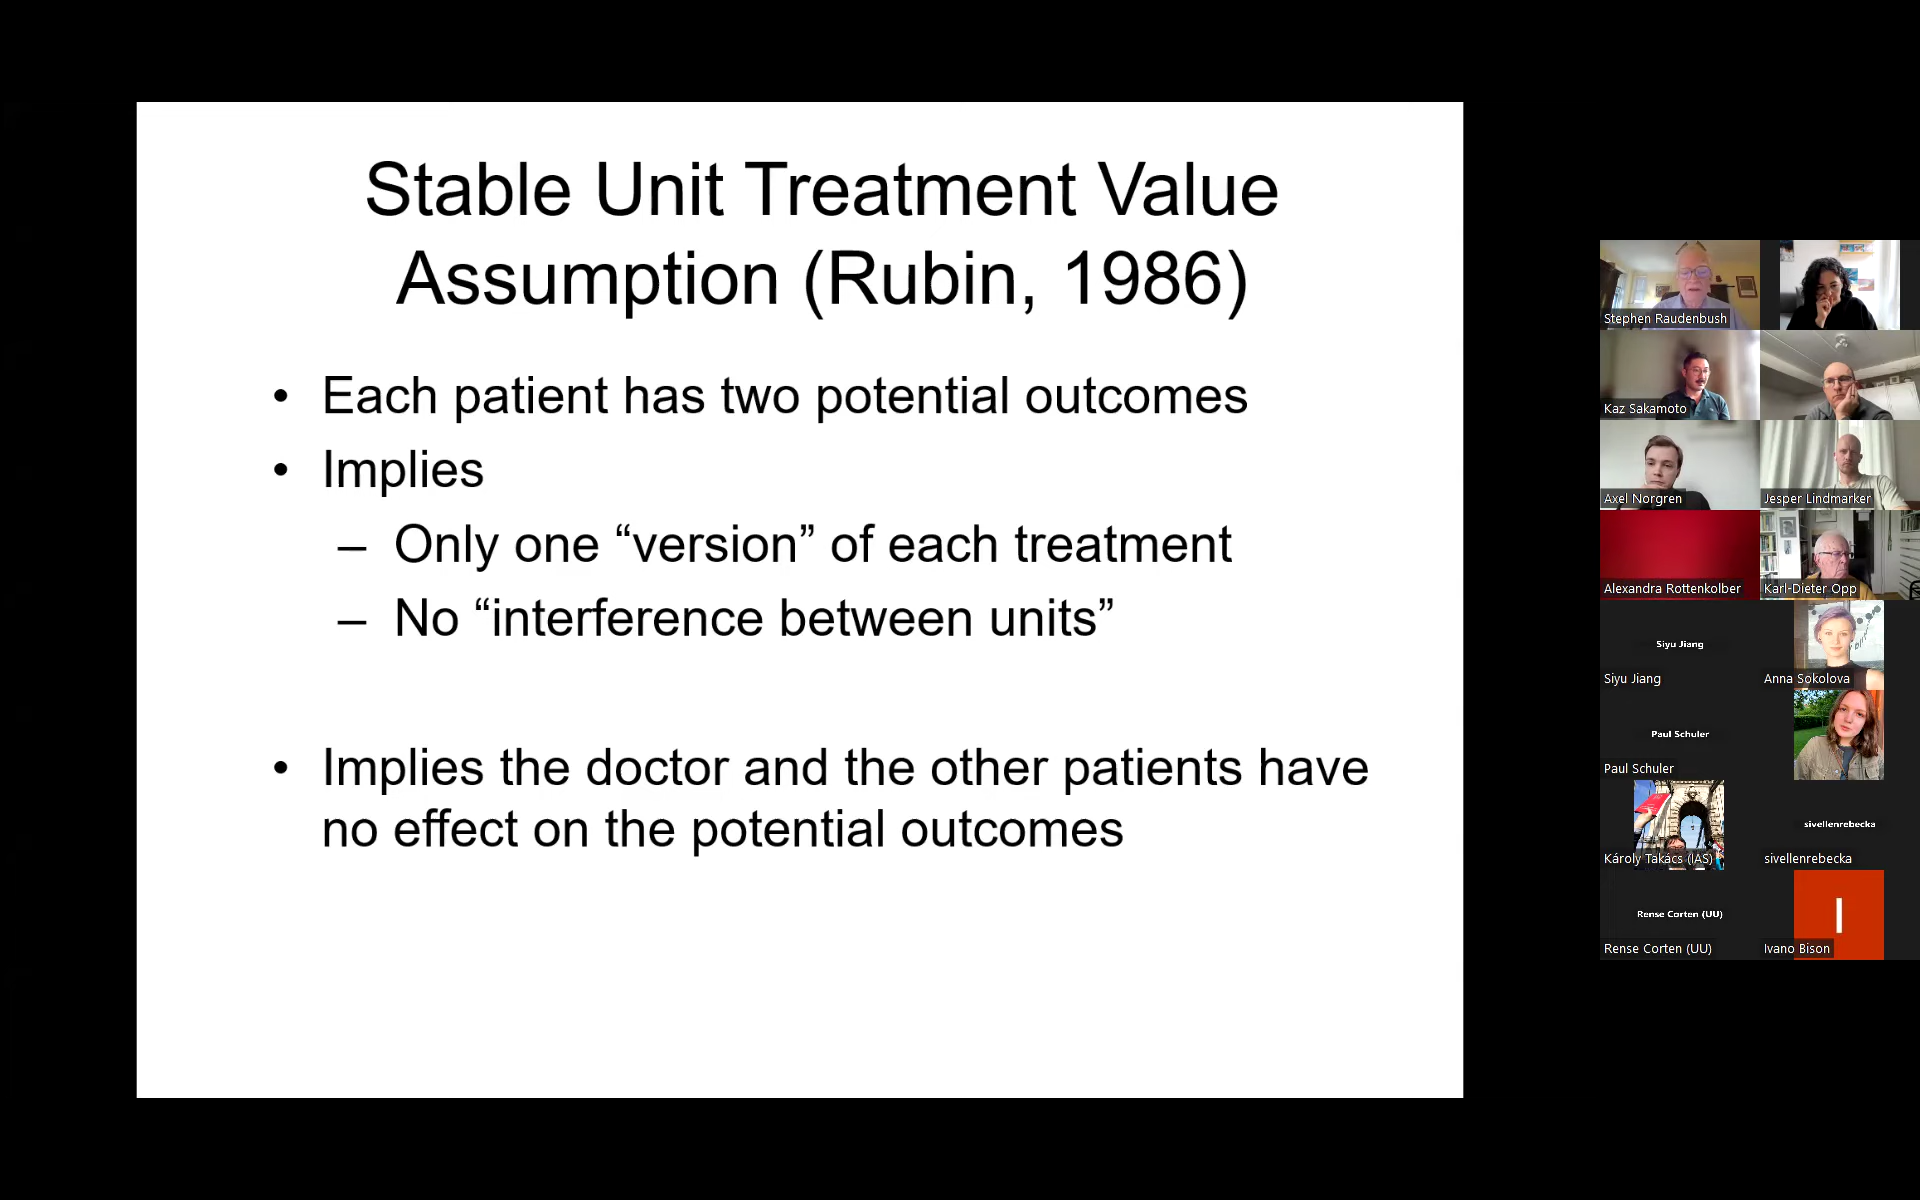 Stable Unit Treatment Value
Assumption (Rubin, 1986)
• Each patient has two potential outcomes
• Implies
– Only one “version” of each treatment
– No “interference between units”
• Implies the doctor and the other patients have
no effect on the potential outcomes
Stephen Raudenbush
Kaz Sakamoto
Axel Norgren
Jesper Lindmarker
Alexandra Rottenkolber
Karl-Dieter Opp
Siyu Jiang
Siyu Jiang
Anna Sokolova
Paul Schuler
Paul Schuler
Károly Takács (IAS)
sivellenrebecka
sivellenrebecka
Rense Corten (UU)
Rense Corten (UU)
I
Ivano Bison